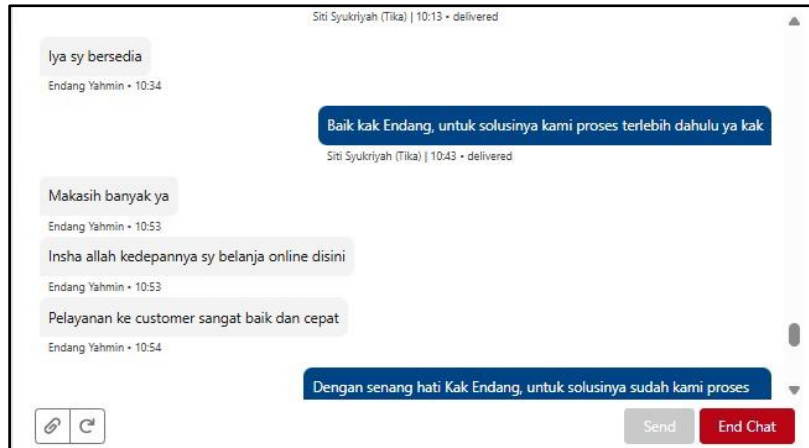 Siti Syukriyah (Tika) | 10:13 • delivered
Iya sy bersedia
Endang Yahmin • 10:34
Baik kak Endang, untuk solusinya kami proses terlebih dahulu ya kak
Siti Syukriyah (Tika) | 10:43 • delivered
Makasih banyak ya
Endang Yahmin • 10:53
Insha allah kedepannya sy belanja online disini
Endang Yahmin • 10:53
Pelayanan ke customer sangat baik dan cepat
Endang Yahmin • 10:54
Dengan senang hati Kak Endang, untuk solusinya sudah kami proses
Send
End Chat